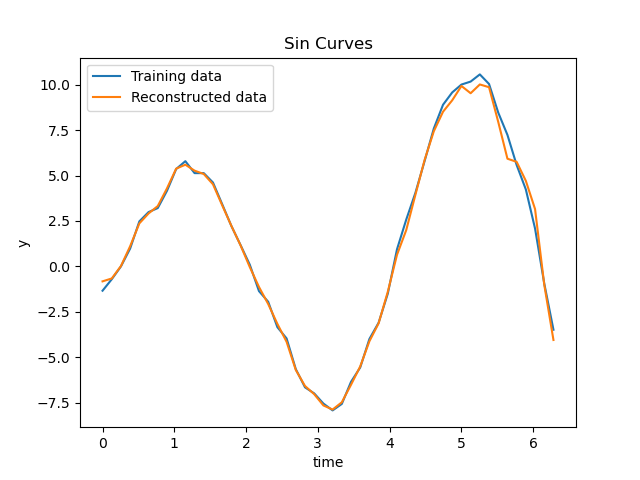 Sin Curves
Training data
Reconstructed data
10.0
7.5
5.0
2.5
0.0
−2.5
−5.0
−7.5
y
0 1 2 3 4 5 6
time